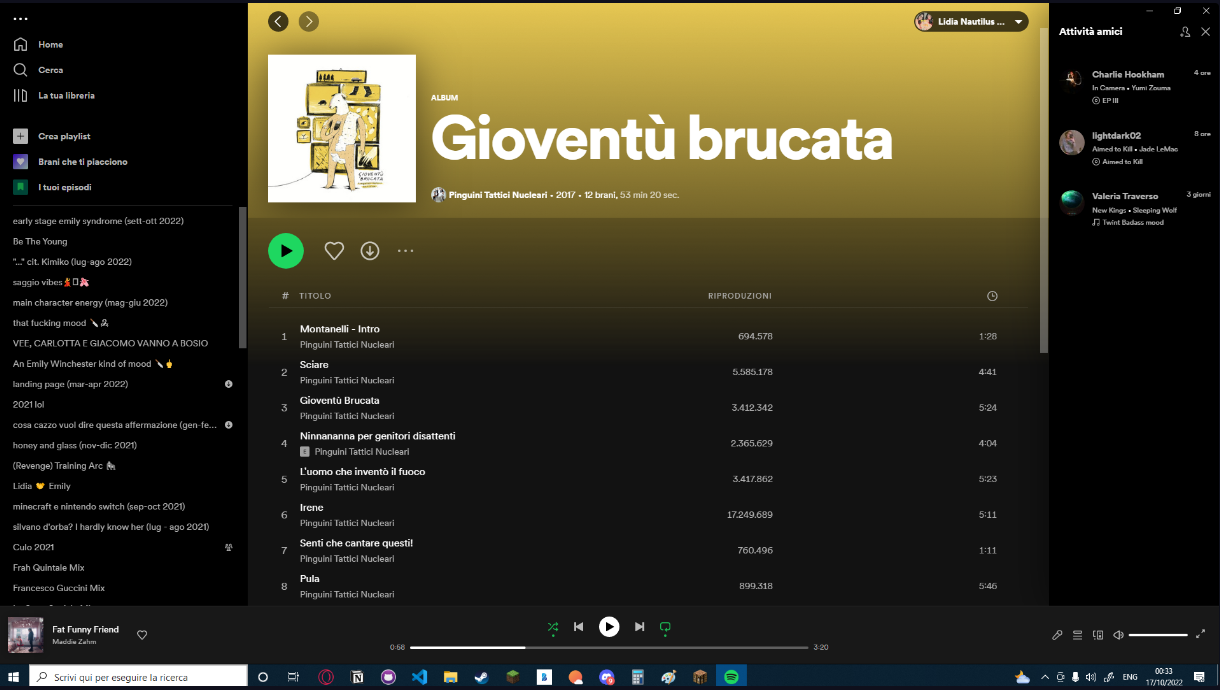 Home
Cerca
La tua libreria
Crea playlist
Brani che ti piacciono
I tuoi episodi
early stage emily syndrome (sett-ott 2022)
Be The Young
"..." cit. Kimiko (lug-ago 2022)
saggio vibes
main character energy (mag-giu 2022)
that fucking mood
VEE, CARLOTTA E GIACOMO VANNO A BOSIO
An Emily Winchester kind of mood
landing page (mar-apr 2022)
2021 lol
cosa cazzo vuol dire questa affermazione (gen-fe...
honey and glass (nov-dic 2021)
(Revenge) Training Arc
Lidia 🧡 Emily
minecraft e nintendo switch (sep-oct 2021)
silvano d'orba? I hardly know her (lug - ago 2021)
Culo 2021
Frah Quintale Mix
Francesco Guccini Mix
Lidia Nautilus ...
GIOVENTÙ
BRUCATA
ALBUM
Gioventù brucata
Pinguini Tattici Nucleari • 2017 • 12 brani, 53 min 20 sec.
# TITOLO RIPRODUZIONI
1 Montanelli - Intro 694.578 1:28
Pinguini Tattici Nucleari
2 Sciare 5.585.178 4:41
Pinguini Tattici Nucleari
3 Gioventù Brucata 3.412.342 5:24
Pinguini Tattici Nucleari
4 Ninnananna per genitori disattenti 2.365.629 4:04
E Pinguini Tattici Nucleari
5 L'uomo che inventò il fuoco 3.417.862 5:23
Pinguini Tattici Nucleari
6 Irene 17.249.689 5:11
Pinguini Tattici Nucleari
7 Senti che cantare questi! 760.496 1:11
Pinguini Tattici Nucleari
8 Pula 899.318 5:46
Pinguini Tattici Nucleari
Attività amici
Charlie Hookham 4 ore
In Camera • Yumi Zouma
EP III
lightdark02 8 ore
Aimed to Kill • Jade LeMac
Aimed to Kill
Valeria Traverso 3 giorni
New Kings • Sleeping Wolf
Twint Badass mood
Fat Funny Friend
Maddie Zahm
0:58 3:20
Scrivi qui per eseguire la ricerca
ENG
00:33
17/10/2022